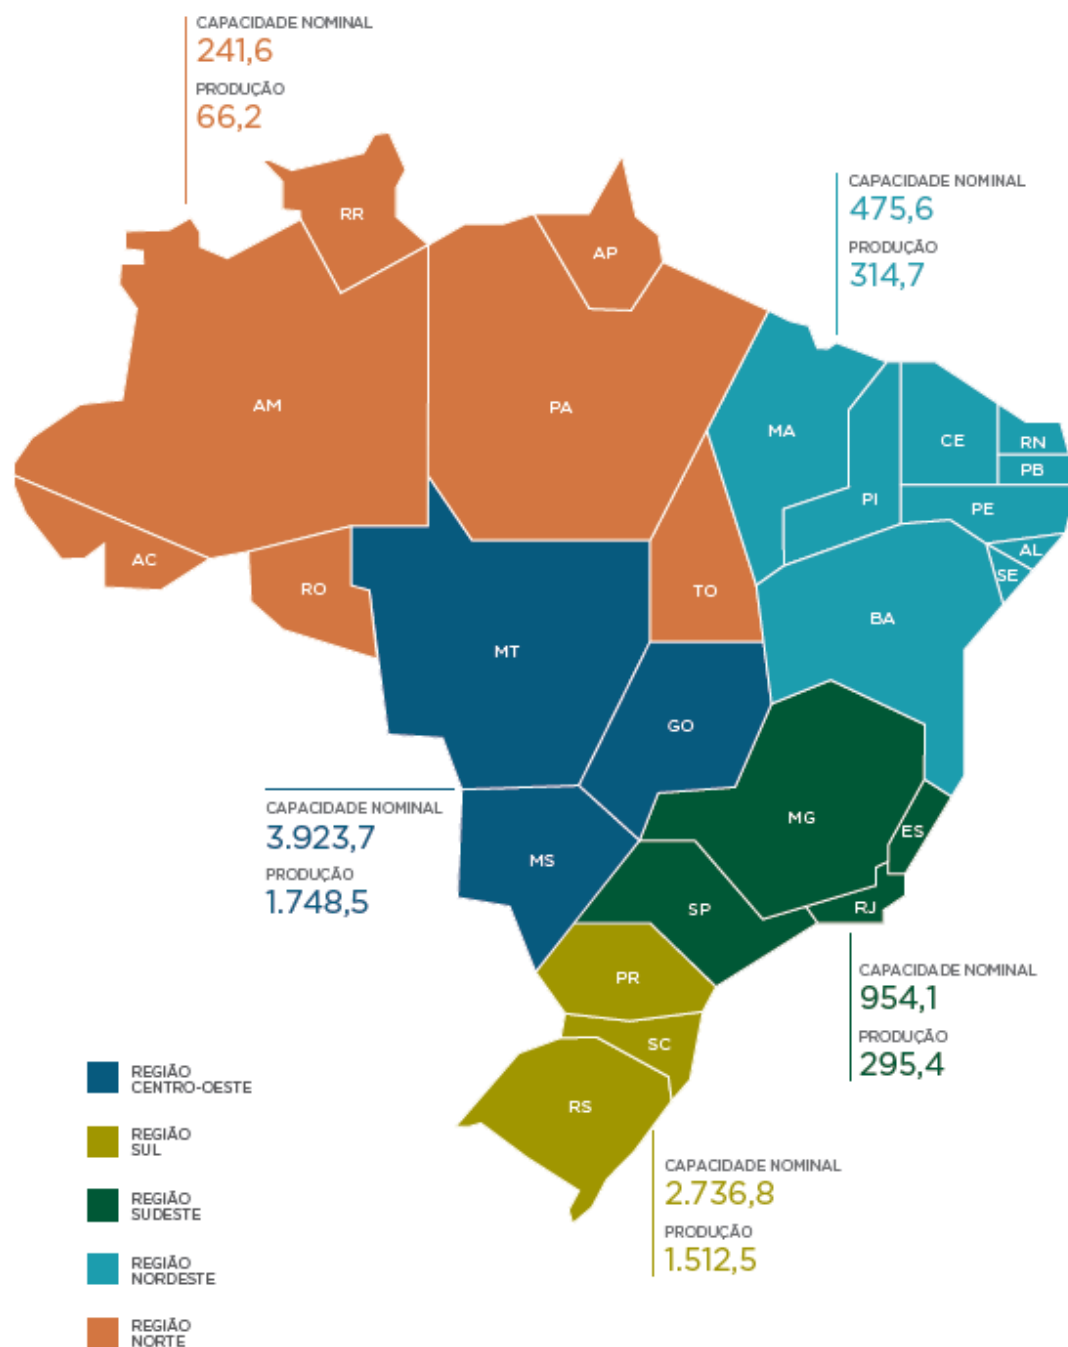 CAPACIDADE NOMINAL
241,6
PRODUÇÃO
66,2
CAPACIDADE NOMINAL
475,6
PRODUÇÃO
314,7
RR
AP
AM
PA
MA
CE
RN
PB
PI
PE
AL
SE
AC
RO
TO
BA
MT
GO
CAPACIDADE NOMINAL
3.923,7
PRODUÇÃO
1.748,5
MG
ES
MS
SP
RJ
PR
CAPACIDADE NOMINAL
954,1
PRODUÇÃO
295,4
SC
RS
CAPACIDADE NOMINAL
2.736,8
PRODUÇÃO
1.512,5
REGIÃO
CENTRO-OESTE
REGIÃO
SUL
REGIÃO
SUDESTE
REGIÃO
NORDESTE
REGIÃO
NORTE